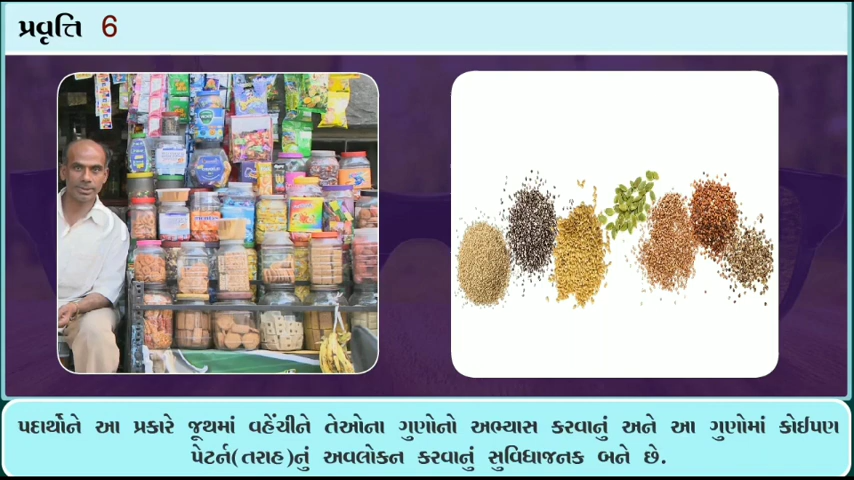 પ્રવૃત્તિ 6
પદાર્થોને આ પ્રકારે જૂથમાં વહેંચીને તેઓના ગુણોનો અભ્યાસ કરવાનું અને આ ગુણોમાં કોઈપણ
પેટર્ન(તરાહ)નું અવલોકન કરવાનું સુવિધાજનક બને છે.